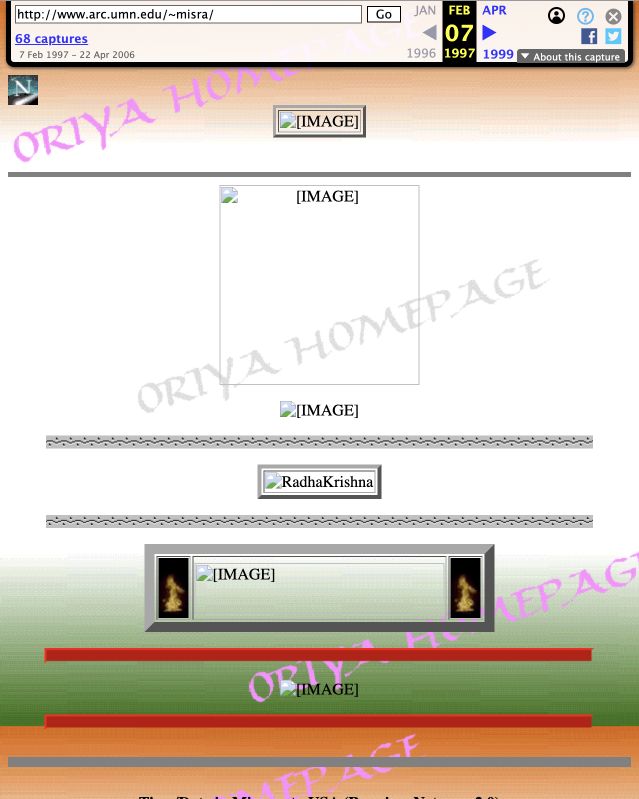 http://www.arc.umn.edu/~misra/ Go JAN FEB APR
68 captures 07
7 Feb 1997 – 22 Apr 2006 1996 1997 1999 About this capture
N
ORIYA HOMEPAGE
[IMAGE]
[IMAGE]
ORIYA HOMEPAGE
[IMAGE]
RadhaKrishna
[IMAGE]
ORIYA HOMEPAGE
[IMAGE]